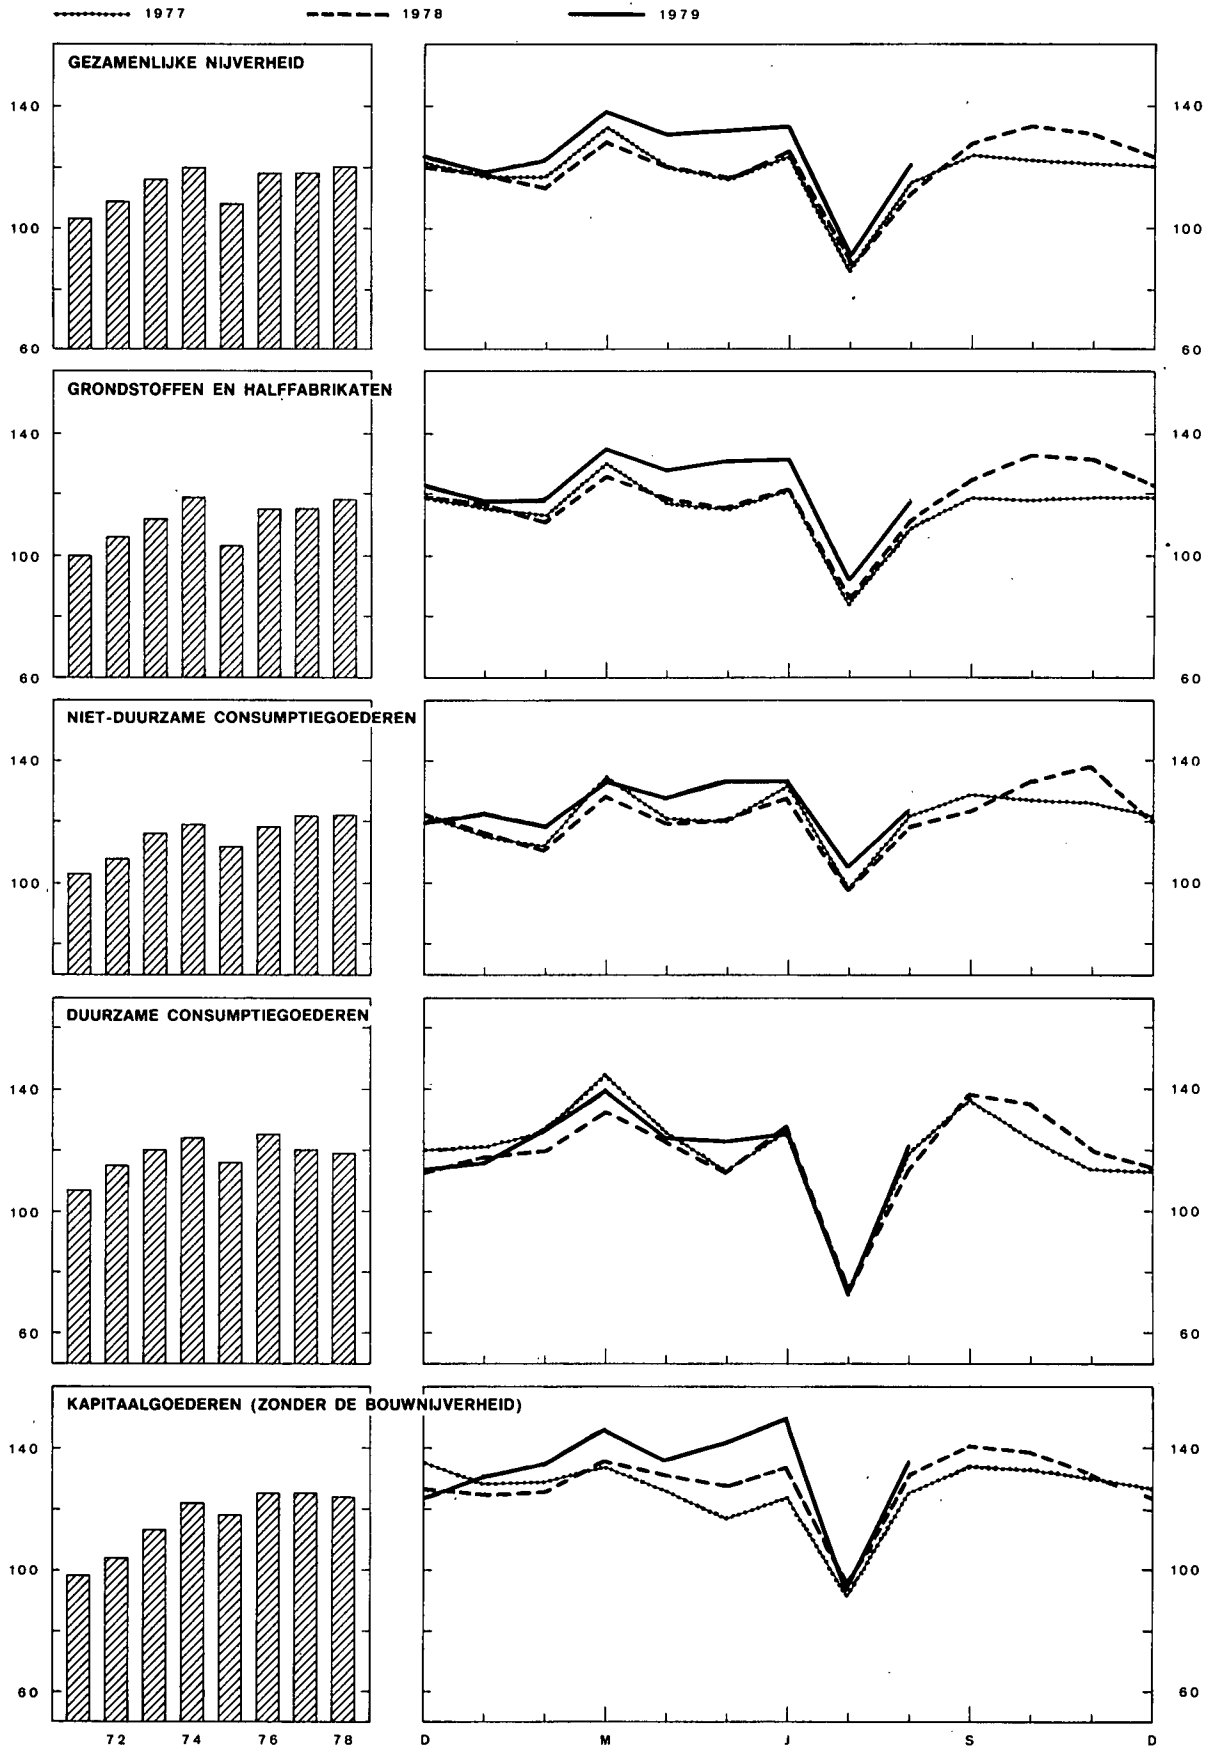 1977 1978 1979
GEZAMENLIJKE NIJVERHEID
140 140
100 100
60 60
GRONDSTOFFEN EN HALFFABRIKATEN
140 140
100 100
60 60
NIET-DUURZAME CONSUMPTIEGOEDEREN
140 140
100 100
DUURZAME CONSUMPTIEGOEDEREN
140 140
100 100
60 60
KAPITAALGOEDEREN (ZONDER DE BOUWNIJVERHEID)
140 140
100 100
60 60
72 74 76 78 D M J S D